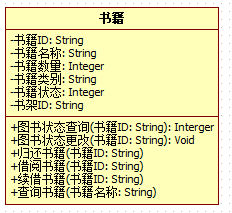 书籍
-书籍ID: String
-书籍名称: String
-书籍数量: Integer
-书籍类别: String
-书籍状态: Integer
-书架ID: String
+图书状态查询(书籍ID: String): Interger
+图书状态更改(书籍ID: String): Void
+归还书籍(书籍ID: String)
+借阅书籍(书籍ID: String)
+续借书籍(书籍ID: String)
+查询书籍(书籍名称: String)